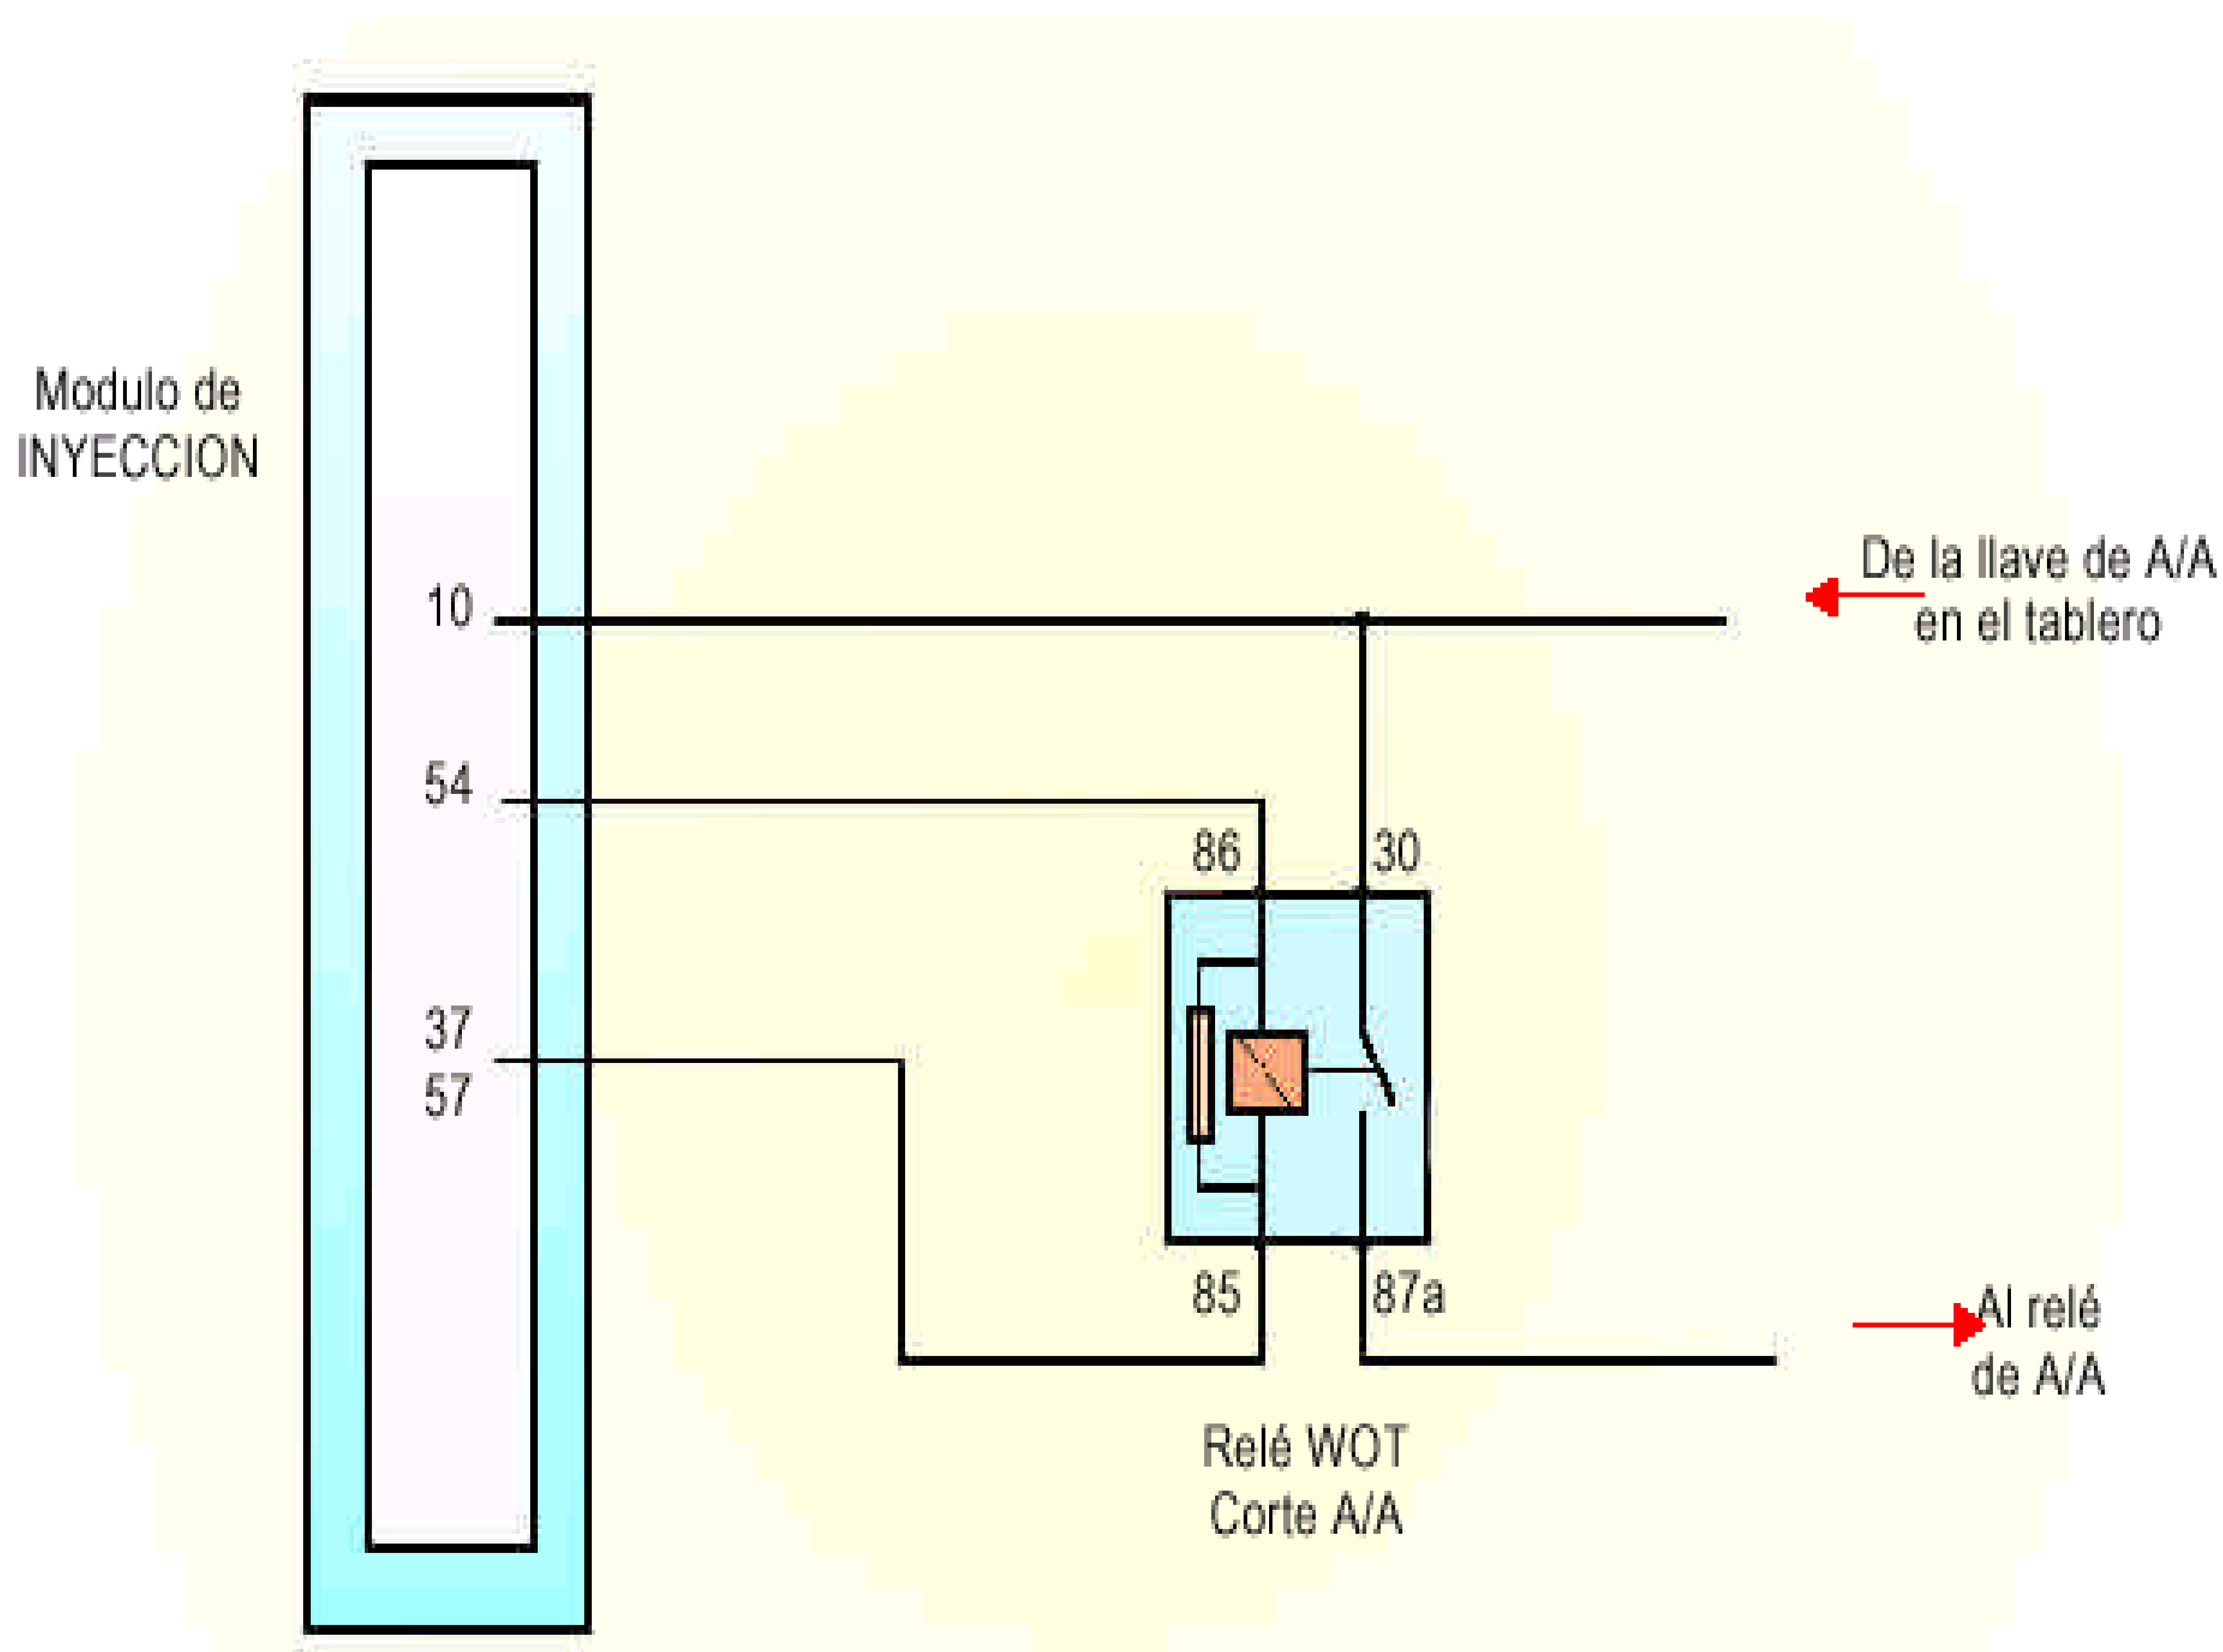 Modulo de
INYECCION
10
De la llave de A/A
en el tablero
54
86
30
37
57
85
87a
Al relé
de A/A
Relé WOT
Corte A/A